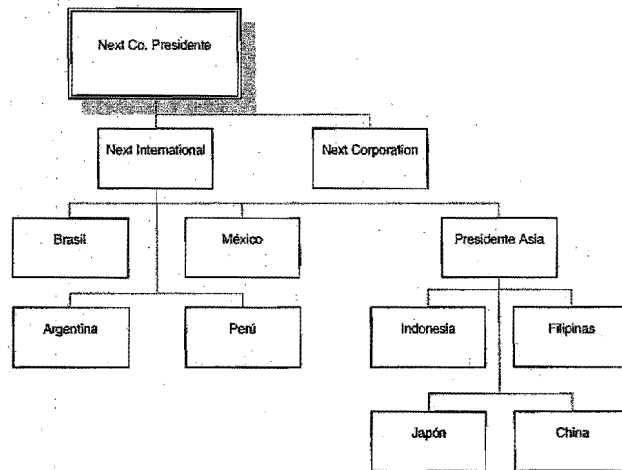 Next Co. Presidente
Next International
Next Corporation
Brasil
México
Presidente Asia
Argentina
Perú
Indonesia
Filipinas
Japón
China